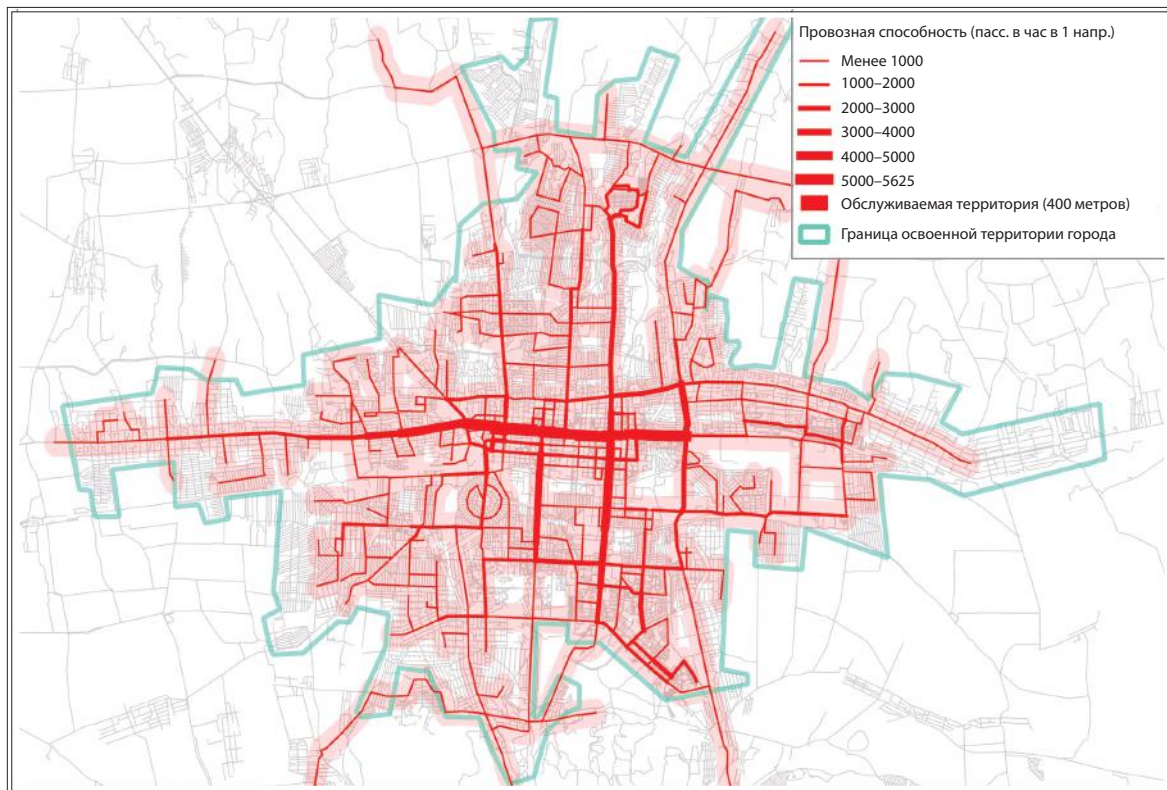 Провозная способность (пасс. в час в 1 напр.)
Менее 1000
1000–2000
2000–3000
3000–4000
4000–5000
5000–5625
Обслуживаемая территория (400 метров)
Граница освоенной территории города